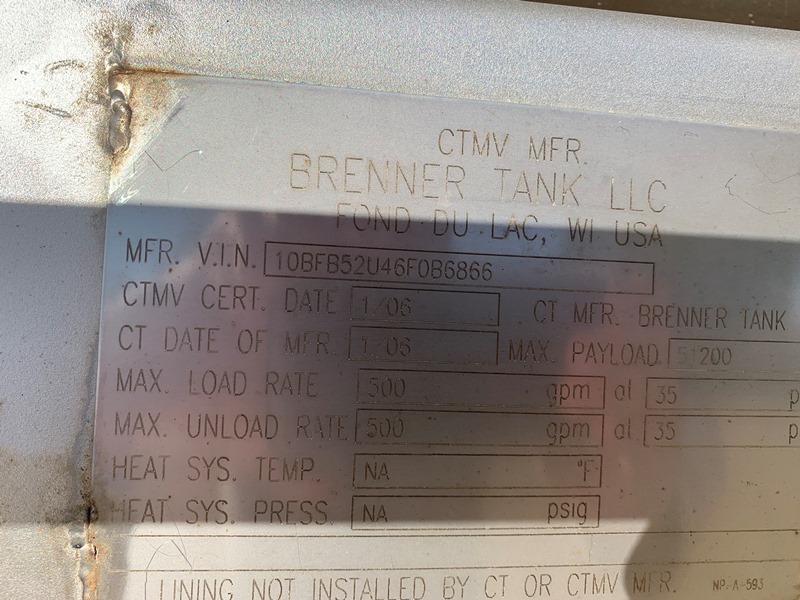 CTMV MFR.
BRENNER TANK LLC
FOND DU LAC, WI USA
MFR. V.I.N. 10BFB52U46F0B6866
CTMV CERT. DATE 1/06 CT MFR. BRENNER TANK
CT DATE OF MFR. 1/06 MAX. PAYLOAD 51200
MAX. LOAD RATE 500 gpm at 35 p
MAX. UNLOAD RATE 500 gpm at 35 p
HEAT SYS. TEMP. NA °F
HEAT SYS. PRESS. NA psig
LINING NOT INSTALLED BY CT OR CTMV MFR. NP-A-593